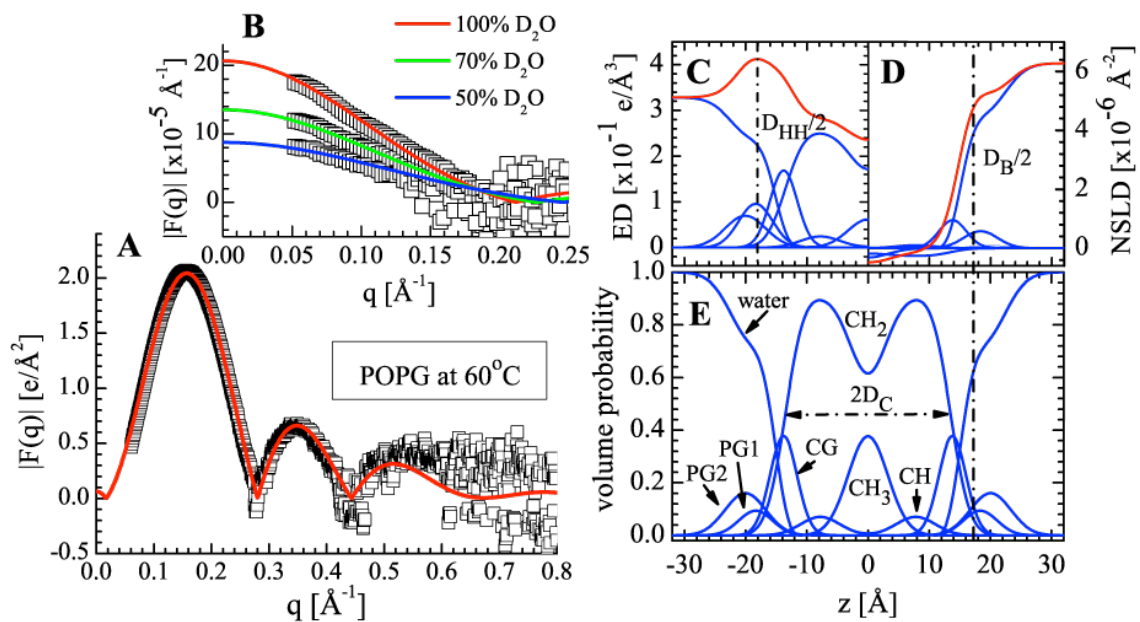 B
100% D2O
70% D2O
50% D2O
|F(q)| [x10-5 Å-1]
20
10
0
0.00 0.05 0.10 0.15 0.20 0.25
q [Å-1]
A
|F(q)| [e/Å2]
2.0
1.5
1.0
0.5
0.0
-0.5
POPG at 60oC
0.0 0.1 0.2 0.3 0.4 0.5 0.6 0.7 0.8
q [Å-1]
C
DHH/2
ED [x10-1 e/Å3]
4
3
2
1
0
D
DB/2
6
4
2
0
NSLD [x10-6 Å-2]
E
water
CH2
2DC
PG2
PG1
CG
CH3
CH
volume probability
1.0
0.8
0.6
0.4
0.2
0.0
-30 -20 -10 0 10 20 30
z [Å]